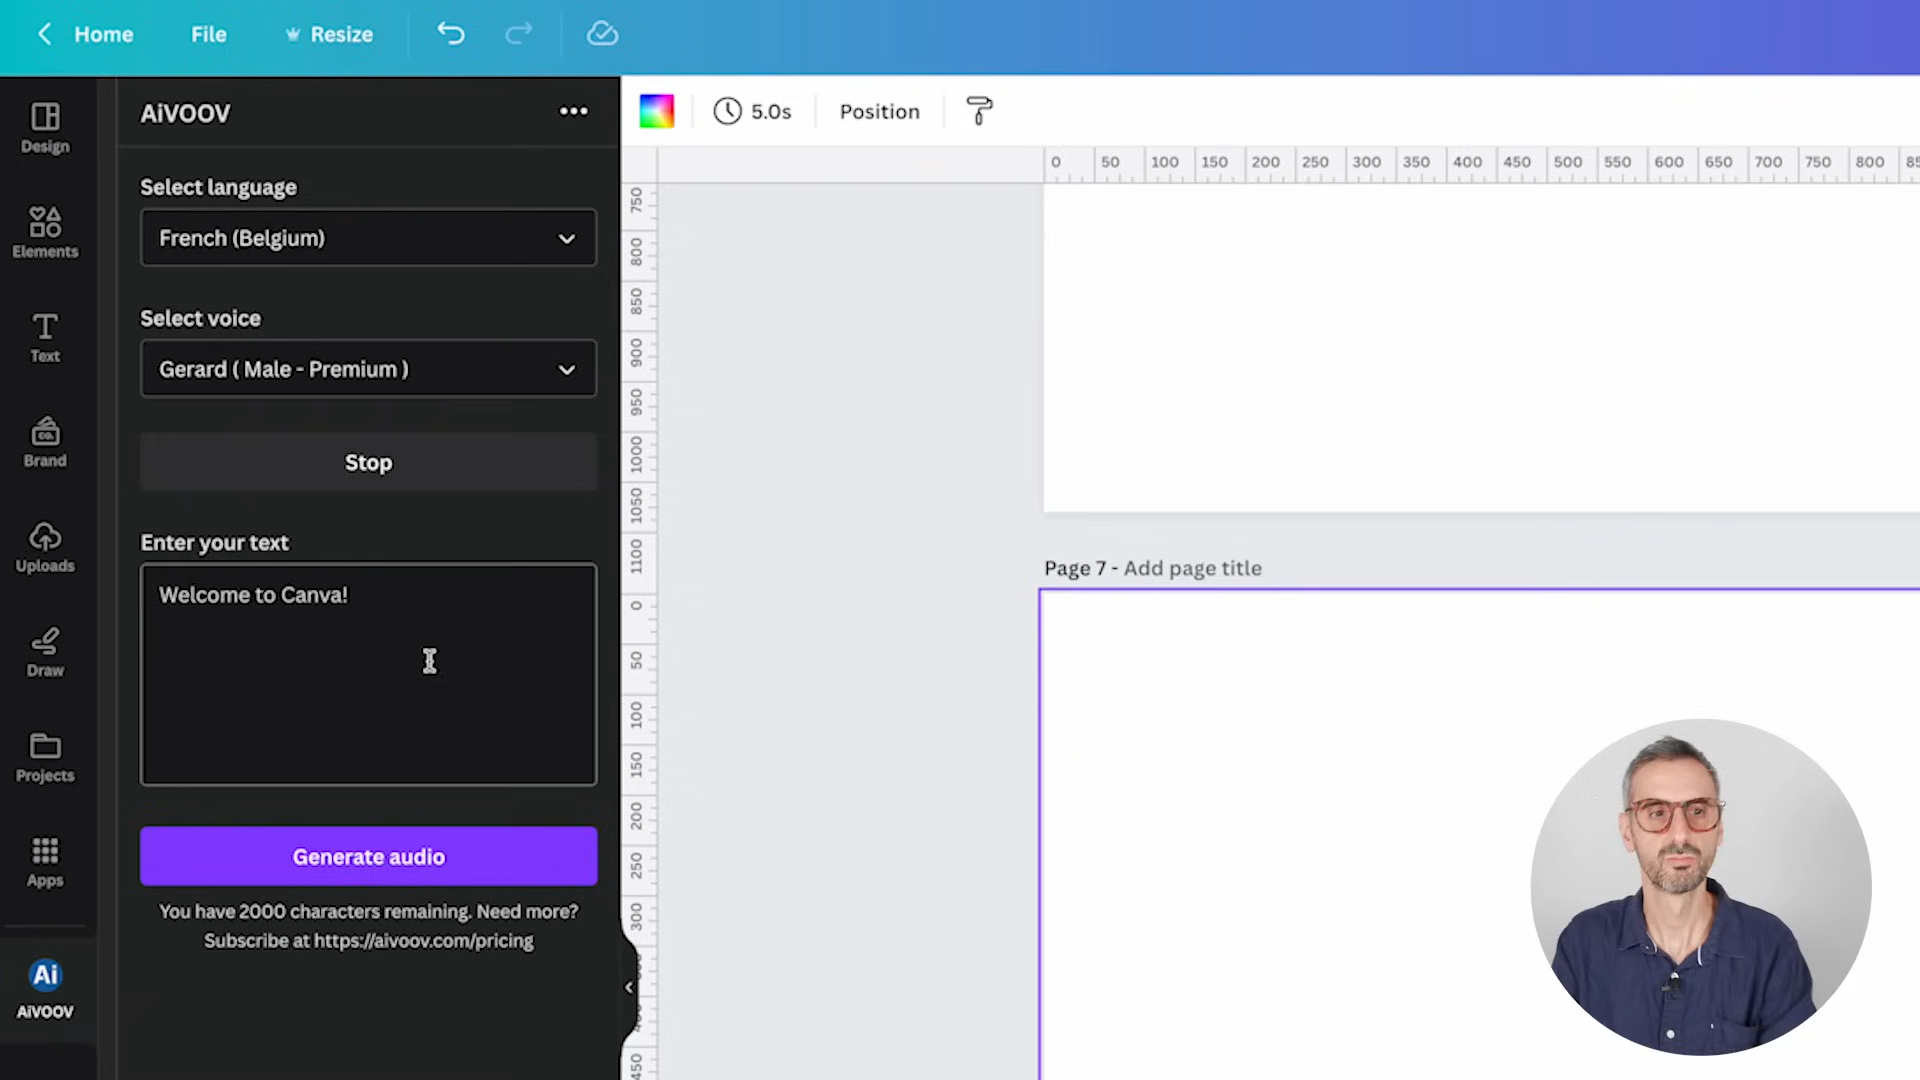 Home File Resize
AiVOOV
5.0s Position
Design
Elements
Text
Brand
CO.
Uploads
Draw
Projects
Apps
Ai
AiVOOV
Select language
French (Belgium)
Select voice
Gerard ( Male - Premium )
Stop
Enter your text
Welcome to Canva!
Generate audio
You have 2000 characters remaining. Need more?
Subscribe at https://aivoov.com/pricing
0 50 100 150 200 250 300 350 400 450 500 550 600 650 700 750 800
750
800
850
900
950
1000
1050
1100
0
50
100
150
200
250
300
450
Page 7 - Add page title